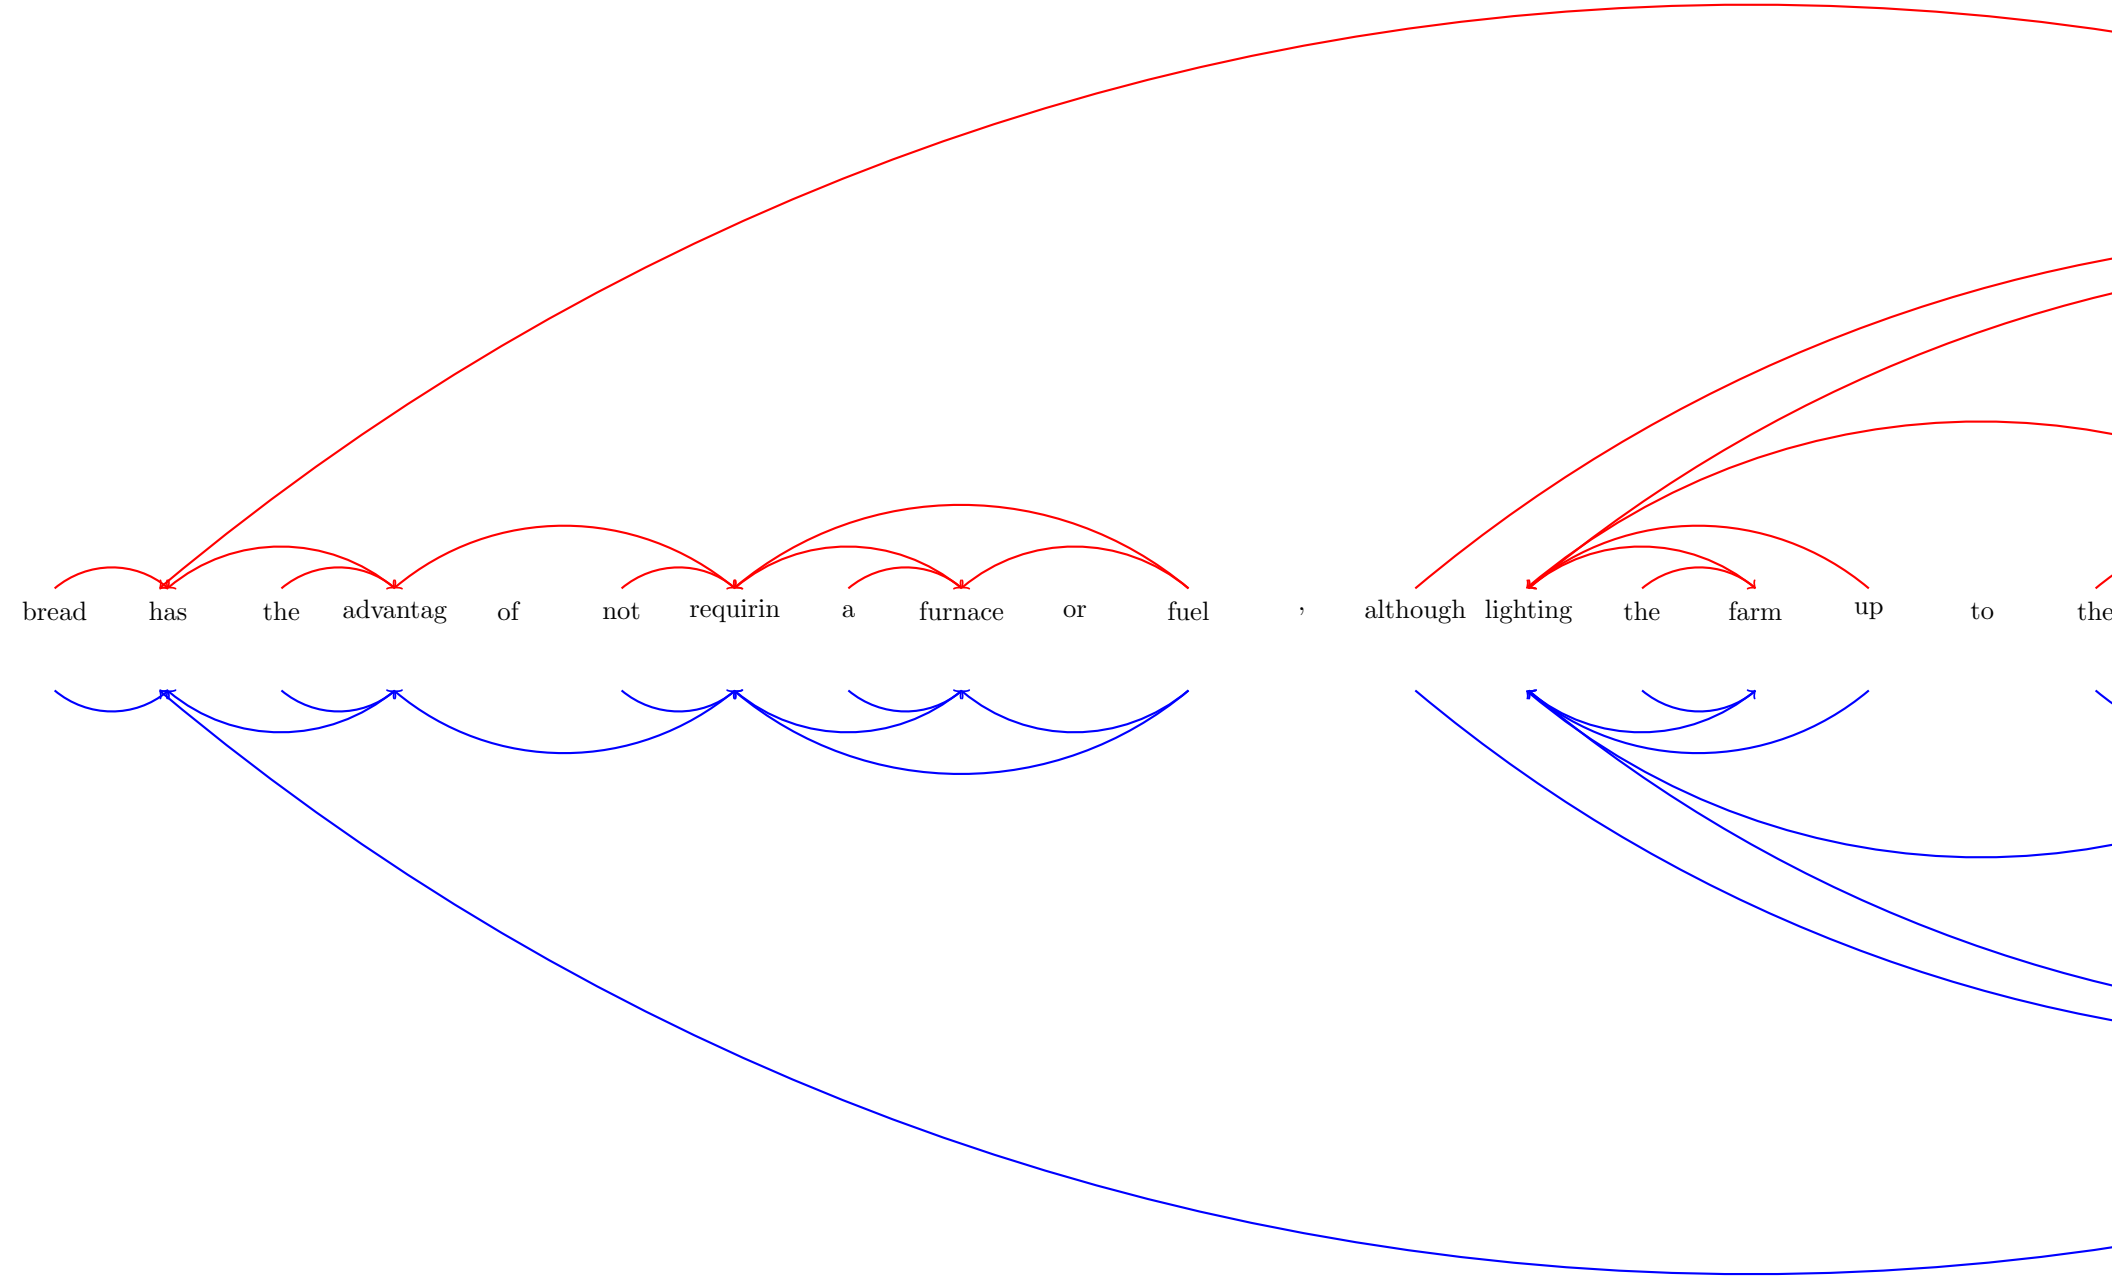 bread has the advantag of not requirin a furnace or fuel , although lighting the farm up to the